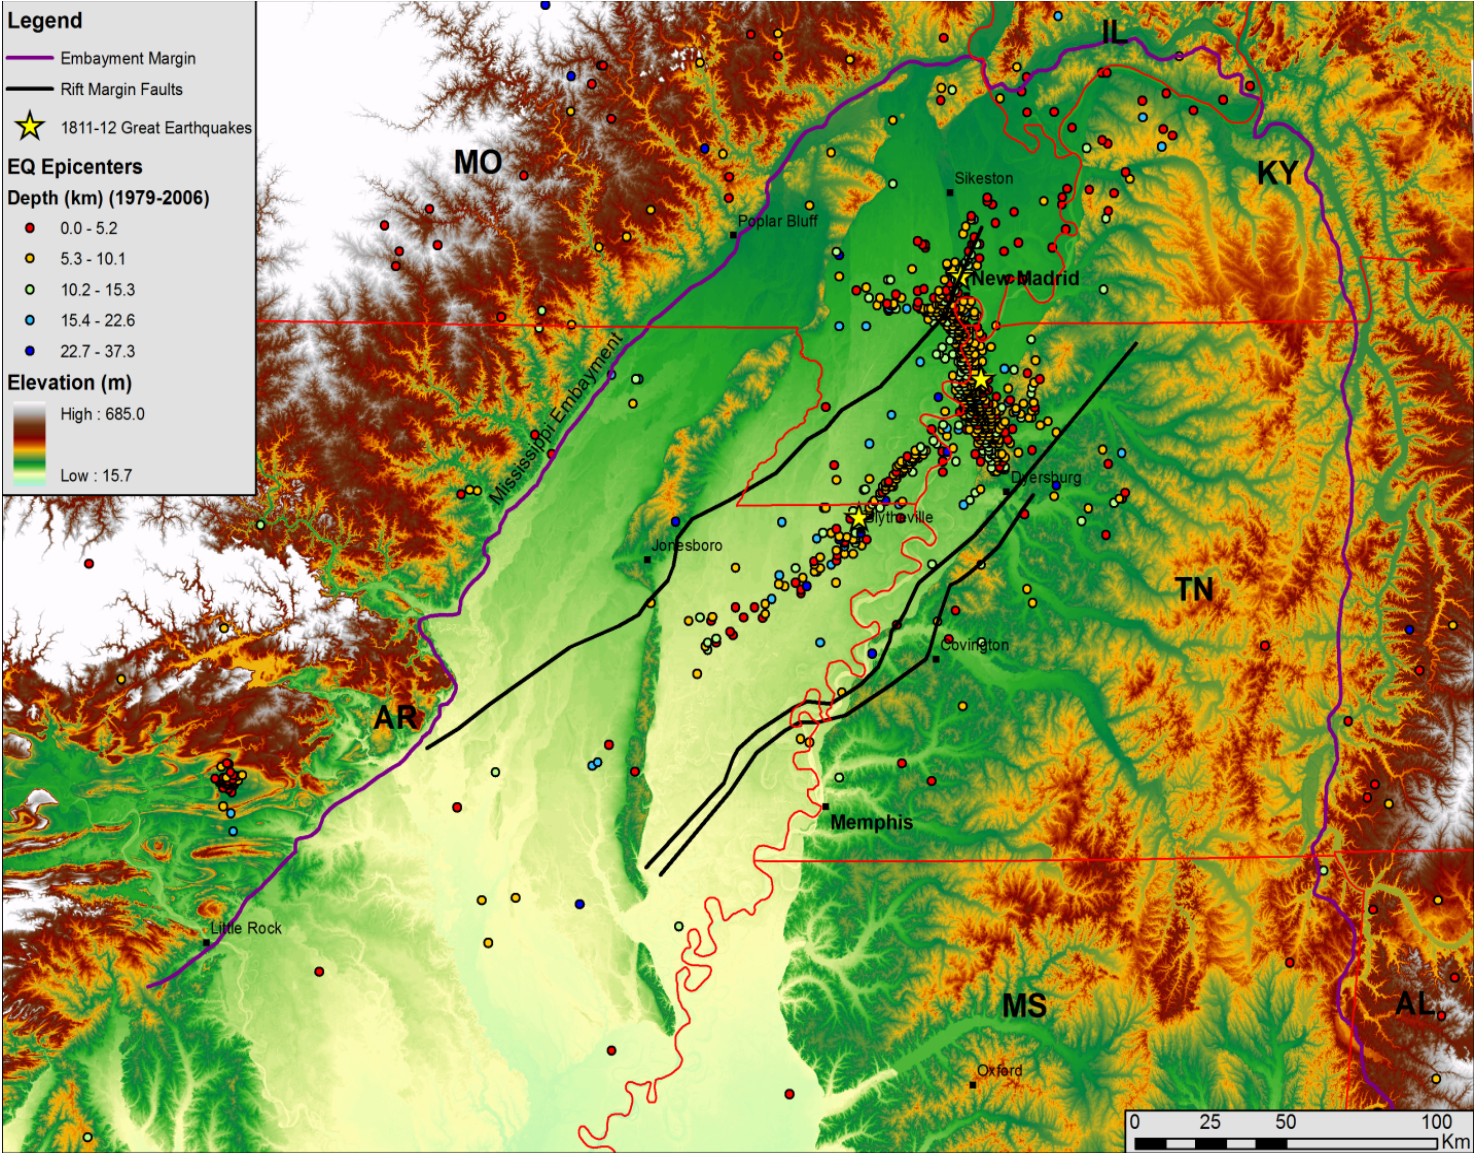 Legend
Embayment Margin
Rift Margin Faults
1811-12 Great Earthquakes
EQ Epicenters
Depth (km) (1979-2006)
0.0 - 5.2
5.3 - 10.1
10.2 - 15.3
15.4 - 22.6
22.7 - 37.3
Elevation (m)
High : 685.0
Low : 15.7
IL
MO
KY
Sikeston
Poplar Bluff
New Madrid
Mississippi Embayment
Dyersburg
Blytheville
Jonesboro
TN
Covington
AR
Memphis
Little Rock
MS
AL
Oxford
0 25 50 100
Km